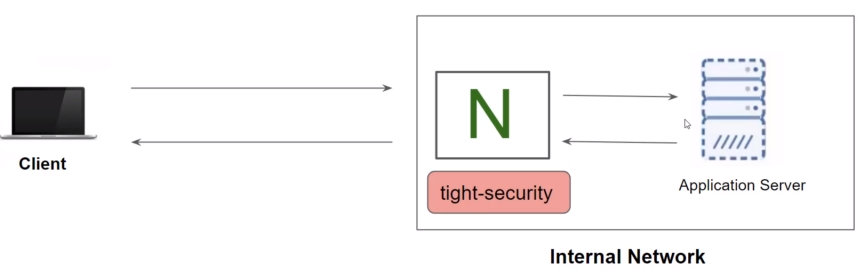 N
Client
tight-security
Application Server
Internal Network